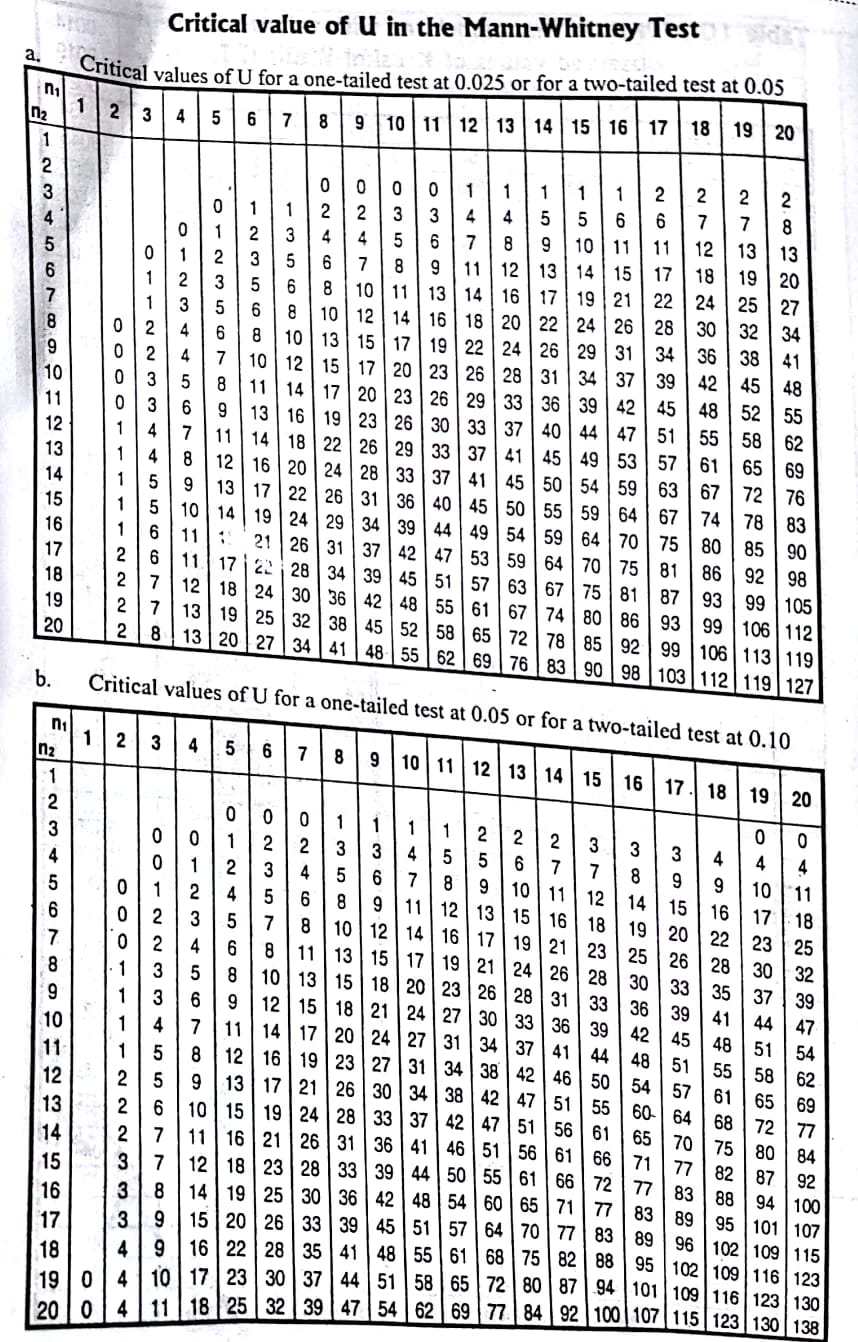 Critical value of U in the Mann-Whitney Test
a.
Critical values of U for a one-tailed test at 0.025 or for a two-tailed test at 0.05
n₁ 1 2 3 4 5 6 7 8 9 10 11 12 13 14 15 16 17 18 19 20
n₂
1
2 0 0 0 0 1 1 1 1 1 2 2 2 2
3 0 1 1 2 2 3 3 4 4 5 5 6 6 7 7 8
4 0 1 2 3 4 4 5 6 7 8 9 10 11 11 12 13 13
5 0 1 2 3 5 6 7 8 9 11 12 13 14 15 17 18 19 20
6 1 2 3 5 6 8 10 11 13 14 16 17 19 21 22 24 25 27
7 1 3 5 6 8 10 12 14 16 18 20 22 24 26 28 30 32 34
8 0 2 4 6 8 10 13 15 17 19 22 24 26 29 31 34 36 38 41
9 0 2 4 7 10 12 15 17 20 23 26 28 31 34 37 39 42 45 48
10 0 3 5 8 11 14 17 20 23 26 29 33 36 39 42 45 48 52 55
11 0 3 6 9 13 16 19 23 26 30 33 37 40 44 47 51 55 58 62
12 1 4 7 11 14 18 22 26 29 33 37 41 45 49 53 57 61 65 69
13 1 4 8 12 16 20 24 28 33 37 41 45 50 54 59 63 67 72 76
14 1 5 9 13 17 22 26 31 36 40 45 50 55 59 64 67 74 78 83
15 1 5 10 14 19 24 29 34 39 44 49 54 59 64 70 75 80 85 90
16 1 6 11 21 26 31 37 42 47 53 59 64 70 75 81 86 92 98
17 2 6 11 17 28 34 39 45 51 57 63 67 75 81 87 93 99 105
18 2 7 12 18 24 30 36 42 48 55 61 67 74 80 86 93 99 106 112
19 2 7 13 19 25 32 38 45 52 58 65 72 78 85 92 99 106 113 119
20 2 8 13 20 27 34 41 48 55 62 69 76 83 90 98 103 112 119 127
b.
Critical values of U for a one-tailed test at 0.05 or for a two-tailed test at 0.10
n₁ 1 2 3 4 5 6 7 8 9 10 11 12 13 14 15 16 17 18 19 20
n₂
1 0 0
2 0 0 0 1 1 1 1 2 2 2 3 3 3 4 4 4
3 0 0 1 2 2 3 3 4 5 5 6 7 7 8 9 9 10 11
4 0 1 2 3 4 5 6 7 8 9 10 11 12 14 15 16 17 18
5 0 1 2 4 5 6 8 9 11 12 13 15 16 18 19 20 22 23 25
6 0 2 3 5 7 8 10 12 14 16 17 19 21 23 25 26 28 30 32
7 0 2 4 6 8 11 13 15 17 19 21 24 26 28 30 33 35 37 39
8 1 3 5 8 10 13 15 18 20 23 26 28 31 33 36 39 41 44 47
9 1 3 6 9 12 15 18 21 24 27 30 33 36 39 42 45 48 51 54
10 1 4 7 11 14 17 20 24 27 31 34 37 41 44 48 51 55 58 62
11 1 5 8 12 16 19 23 27 31 34 38 42 46 50 54 57 61 65 69
12 2 5 9 13 17 21 26 30 34 38 42 47 51 55 60 64 68 72 77
13 2 6 10 15 19 24 28 33 37 42 47 51 56 61 65 70 75 80 84
14 2 7 11 16 21 26 31 36 41 46 51 56 61 66 71 77 82 87 92
15 3 7 12 18 23 28 33 39 44 50 55 61 66 72 77 83 88 94 100
16 3 8 14 19 25 30 36 42 48 54 60 65 71 77 83 89 95 101 107
17 3 9 15 20 26 33 39 45 51 57 64 70 77 83 89 96 102 109 115
18 4 9 16 22 28 35 41 48 55 61 68 75 82 88 95 102 109 116 123
19 0 4 10 17 23 30 37 44 51 58 65 72 80 87 94 101 109 116 123 130
20 0 4 11 18 25 32 39 47 54 62 69 77 84 92 100 107 115 123 130 138